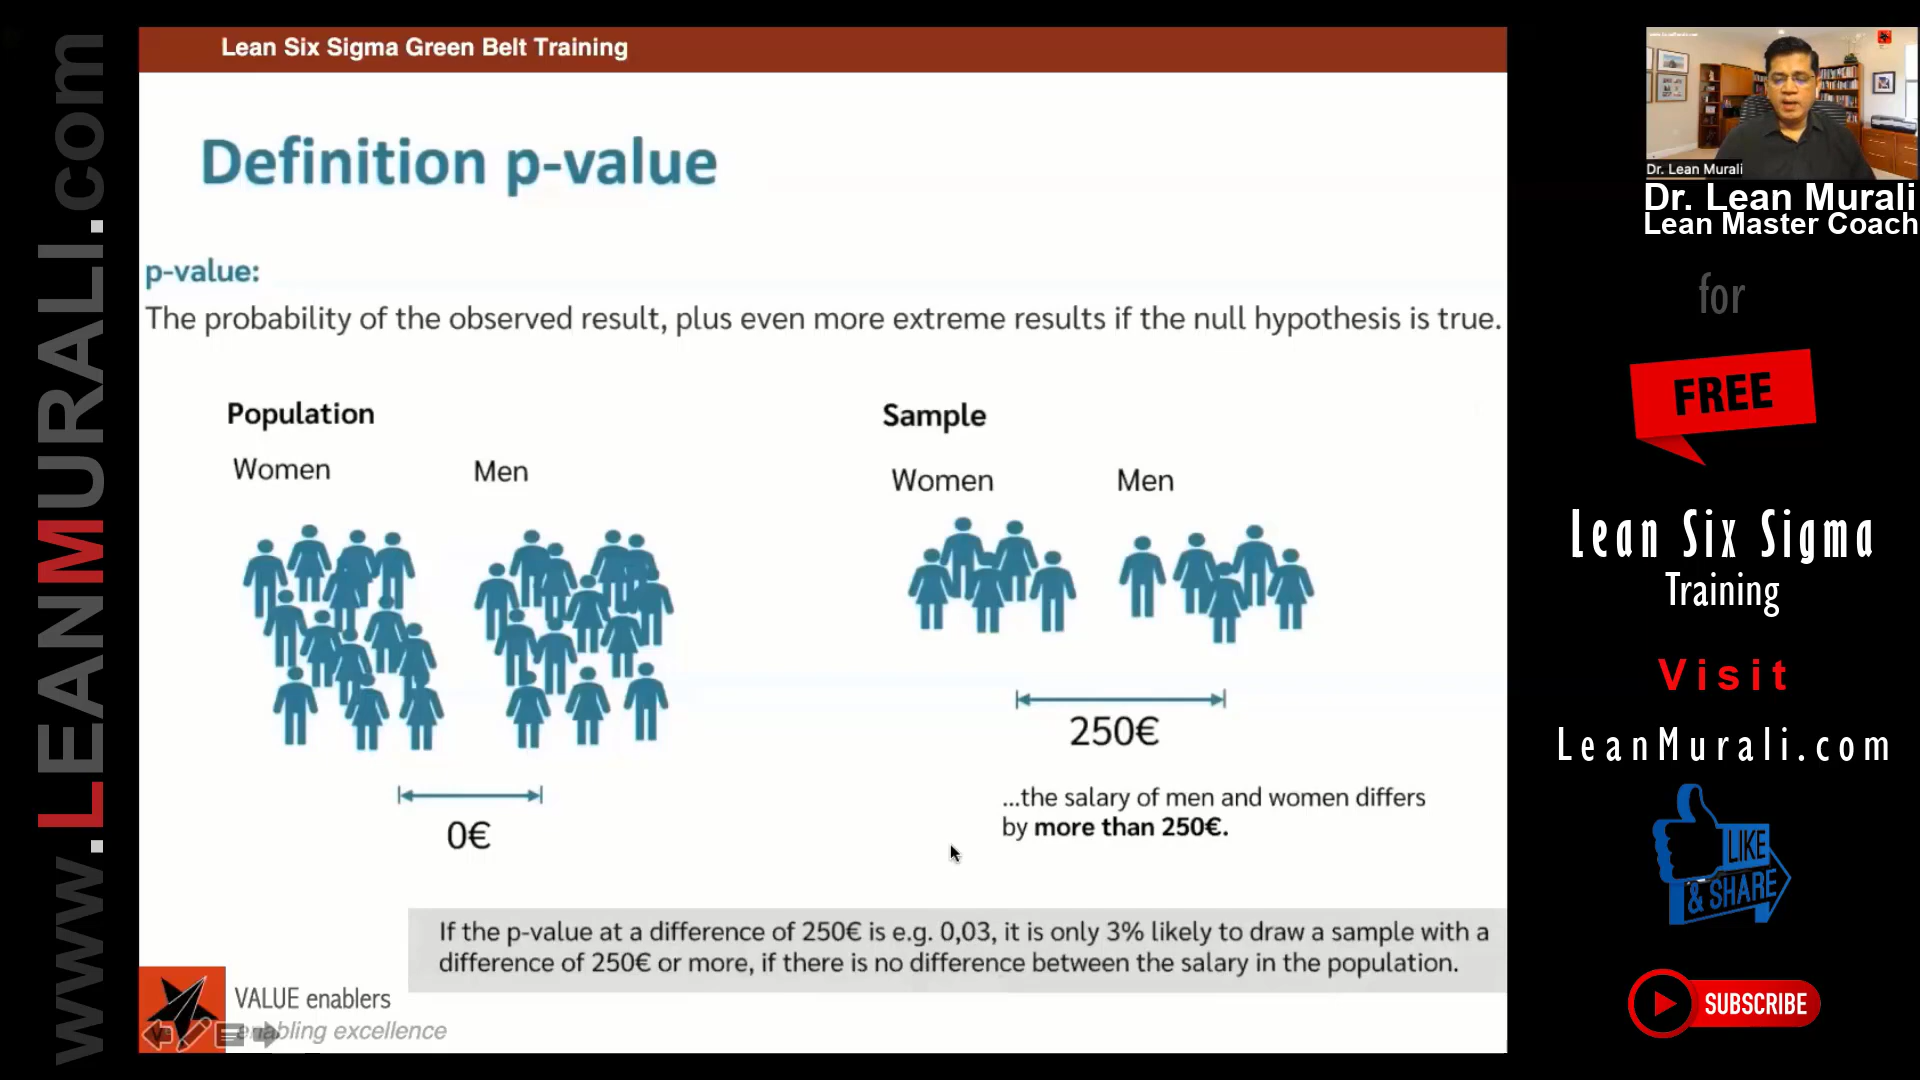 www.LEANMURALI.com
Lean Six Sigma Green Belt Training
Definition p-value
p-value:
The probability of the observed result, plus even more extreme results if the null hypothesis is true.
Population
Women Men
0€
Sample
Women Men
250€
...the salary of men and women differs
by more than 250€.
If the p-value at a difference of 250€ is e.g. 0,03, it is only 3% likely to draw a sample with a
difference of 250€ or more, if there is no difference between the salary in the population.
VALUE enablers
enabling excellence
Dr. Lean Murali
Dr. Lean Murali
Lean Master Coach
for
FREE
Lean Six Sigma
Training
Visit
LeanMurali.com
LIKE
& SHARE
SUBSCRIBE